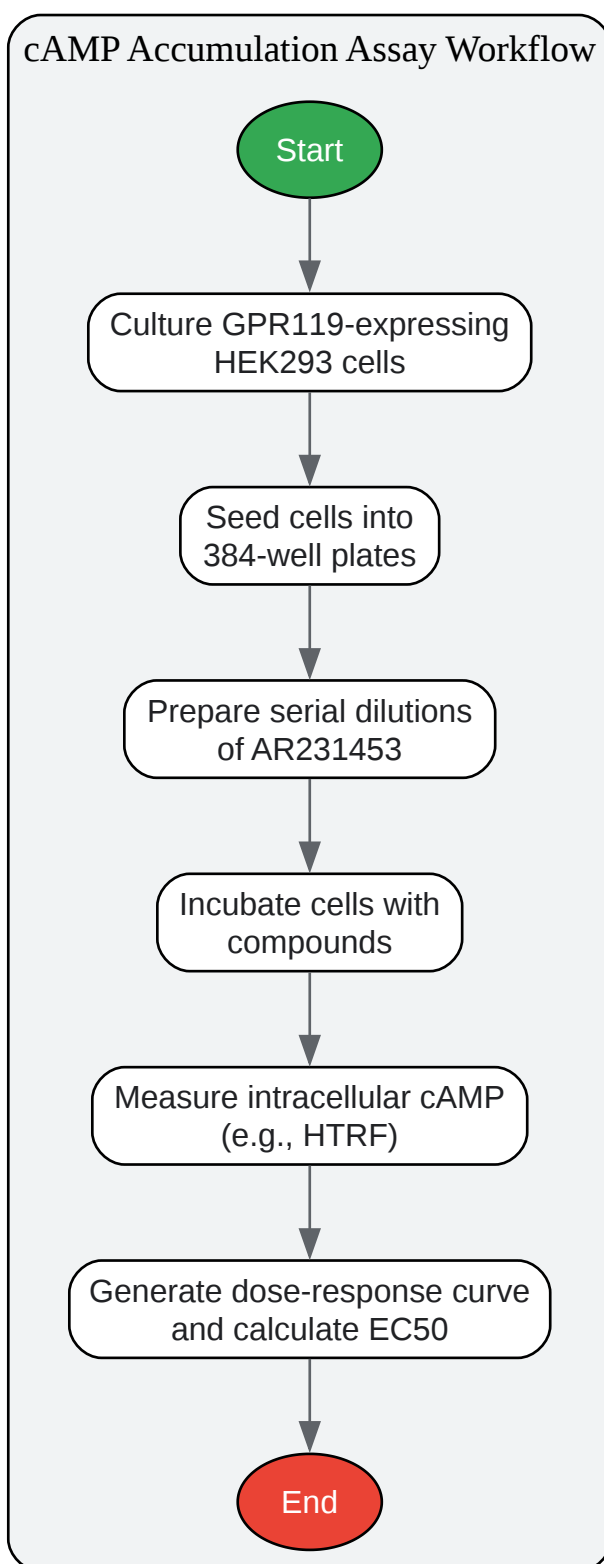 cAMP Accumulation Assay Workflow
Start
Culture GPR119-expressing
HEK293 cells
Seed cells into
384-well plates
Prepare serial dilutions
of AR231453
Incubate cells with
compounds
Measure intracellular cAMP
(e.g., HTRF)
Generate dose-response curve
and calculate EC50
End